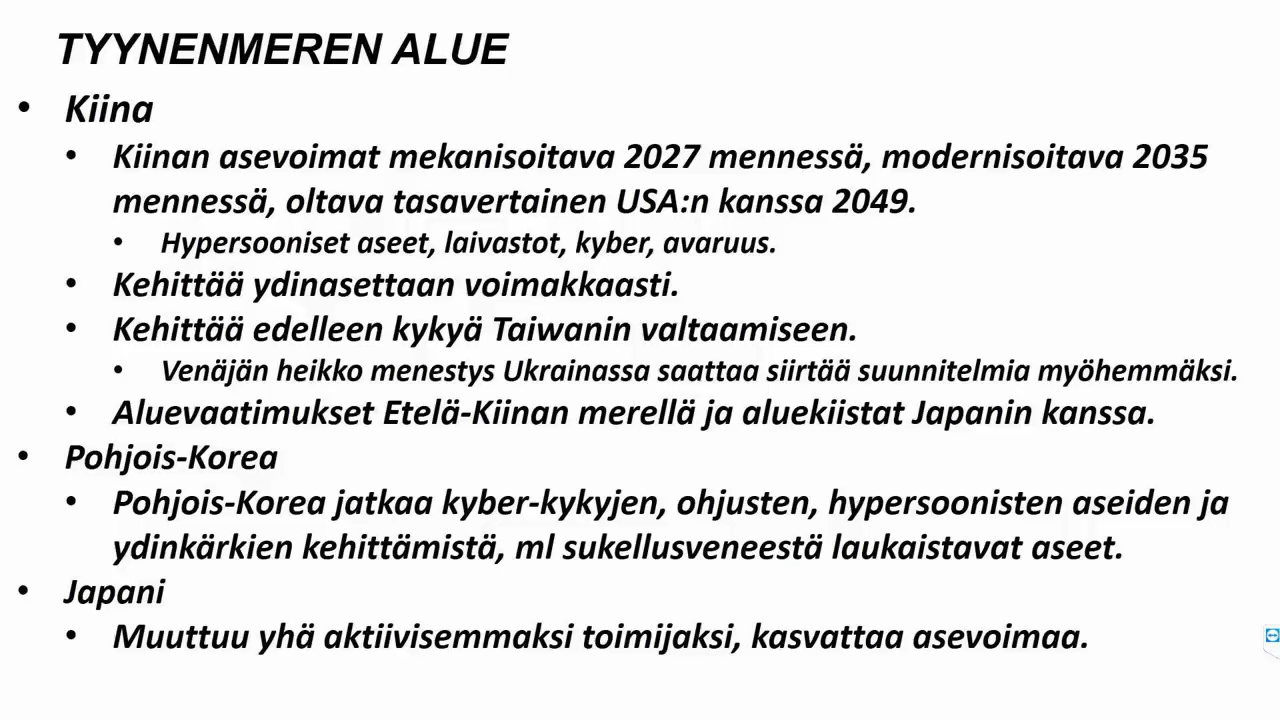 TYYNENMEREN ALUE
• Kiina
• Kiinan asevoimat mekanisoitava 2027 mennessä, modernisoitava 2035
mennessä, oltava tasavertainen USA:n kanssa 2049.
• Hypersooniset aseet, laivastot, kyber, avaruus.
• Kehittää ydinasettaan voimakkaasti.
• Kehittää edelleen kykyä Taiwanin valtaamiseen.
• Venäjän heikko menestys Ukrainassa saattaa siirtää suunnitelmia myöhemmäksi.
• Aluevaatimukset Etelä-Kiinan merellä ja aluekiistat Japanin kanssa.
• Pohjois-Korea
• Pohjois-Korea jatkaa kyber-kykyjen, ohjusten, hypersoonisten aseiden ja
ydinkärkien kehittämistä, ml sukellusveneestä laukaistavat aseet.
• Japani
• Muuttuu yhä aktiivisemmaksi toimijaksi, kasvattaa asevoimaa.